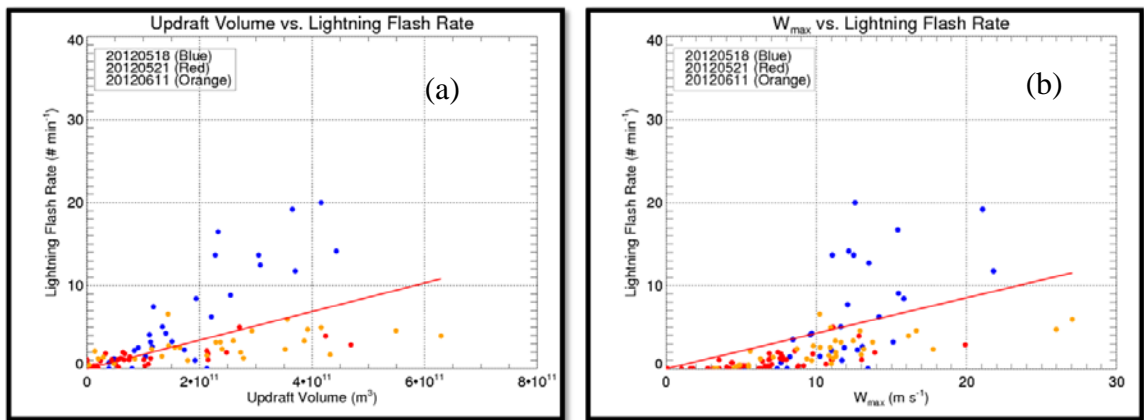 Updraft Volume vs. Lightning Flash Rate
40
20120518 (Blue)
20120521 (Red)
20120611 (Orange)
(a)
30
20
10
0
Lightning Flash Rate (# min⁻¹)
0
2•10¹¹
4•10¹¹
6•10¹¹
8•10¹¹
Updraft Volume (m³)
Wmax vs. Lightning Flash Rate
40
20120518 (Blue)
20120521 (Red)
20120611 (Orange)
(b)
30
20
10
0
Lightning Flash Rate (# min⁻¹)
0
10
20
30
Wmax (m s⁻¹)